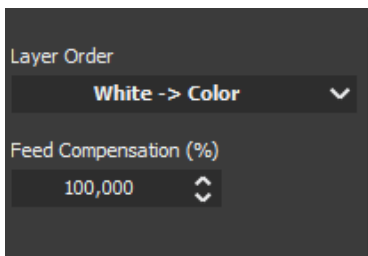 Layer Order
White -> Color
Feed Compensation (%)
100,000